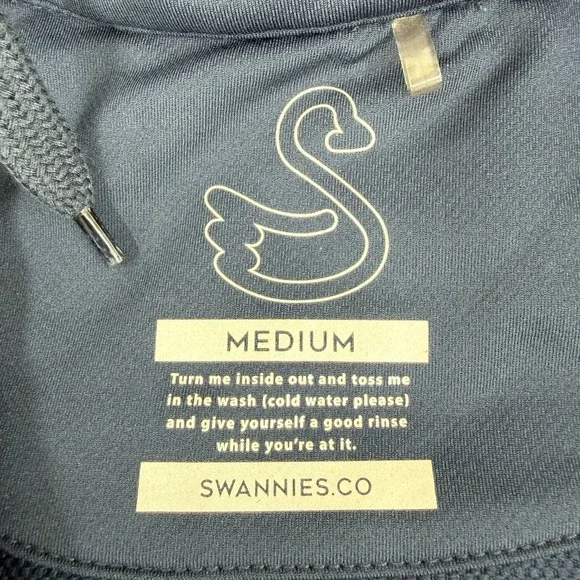 MEDIUM
Turn me inside out and toss me
in the wash (cold water please)
and give yourself a good rinse
while you're at it.
SWANNIES.CO